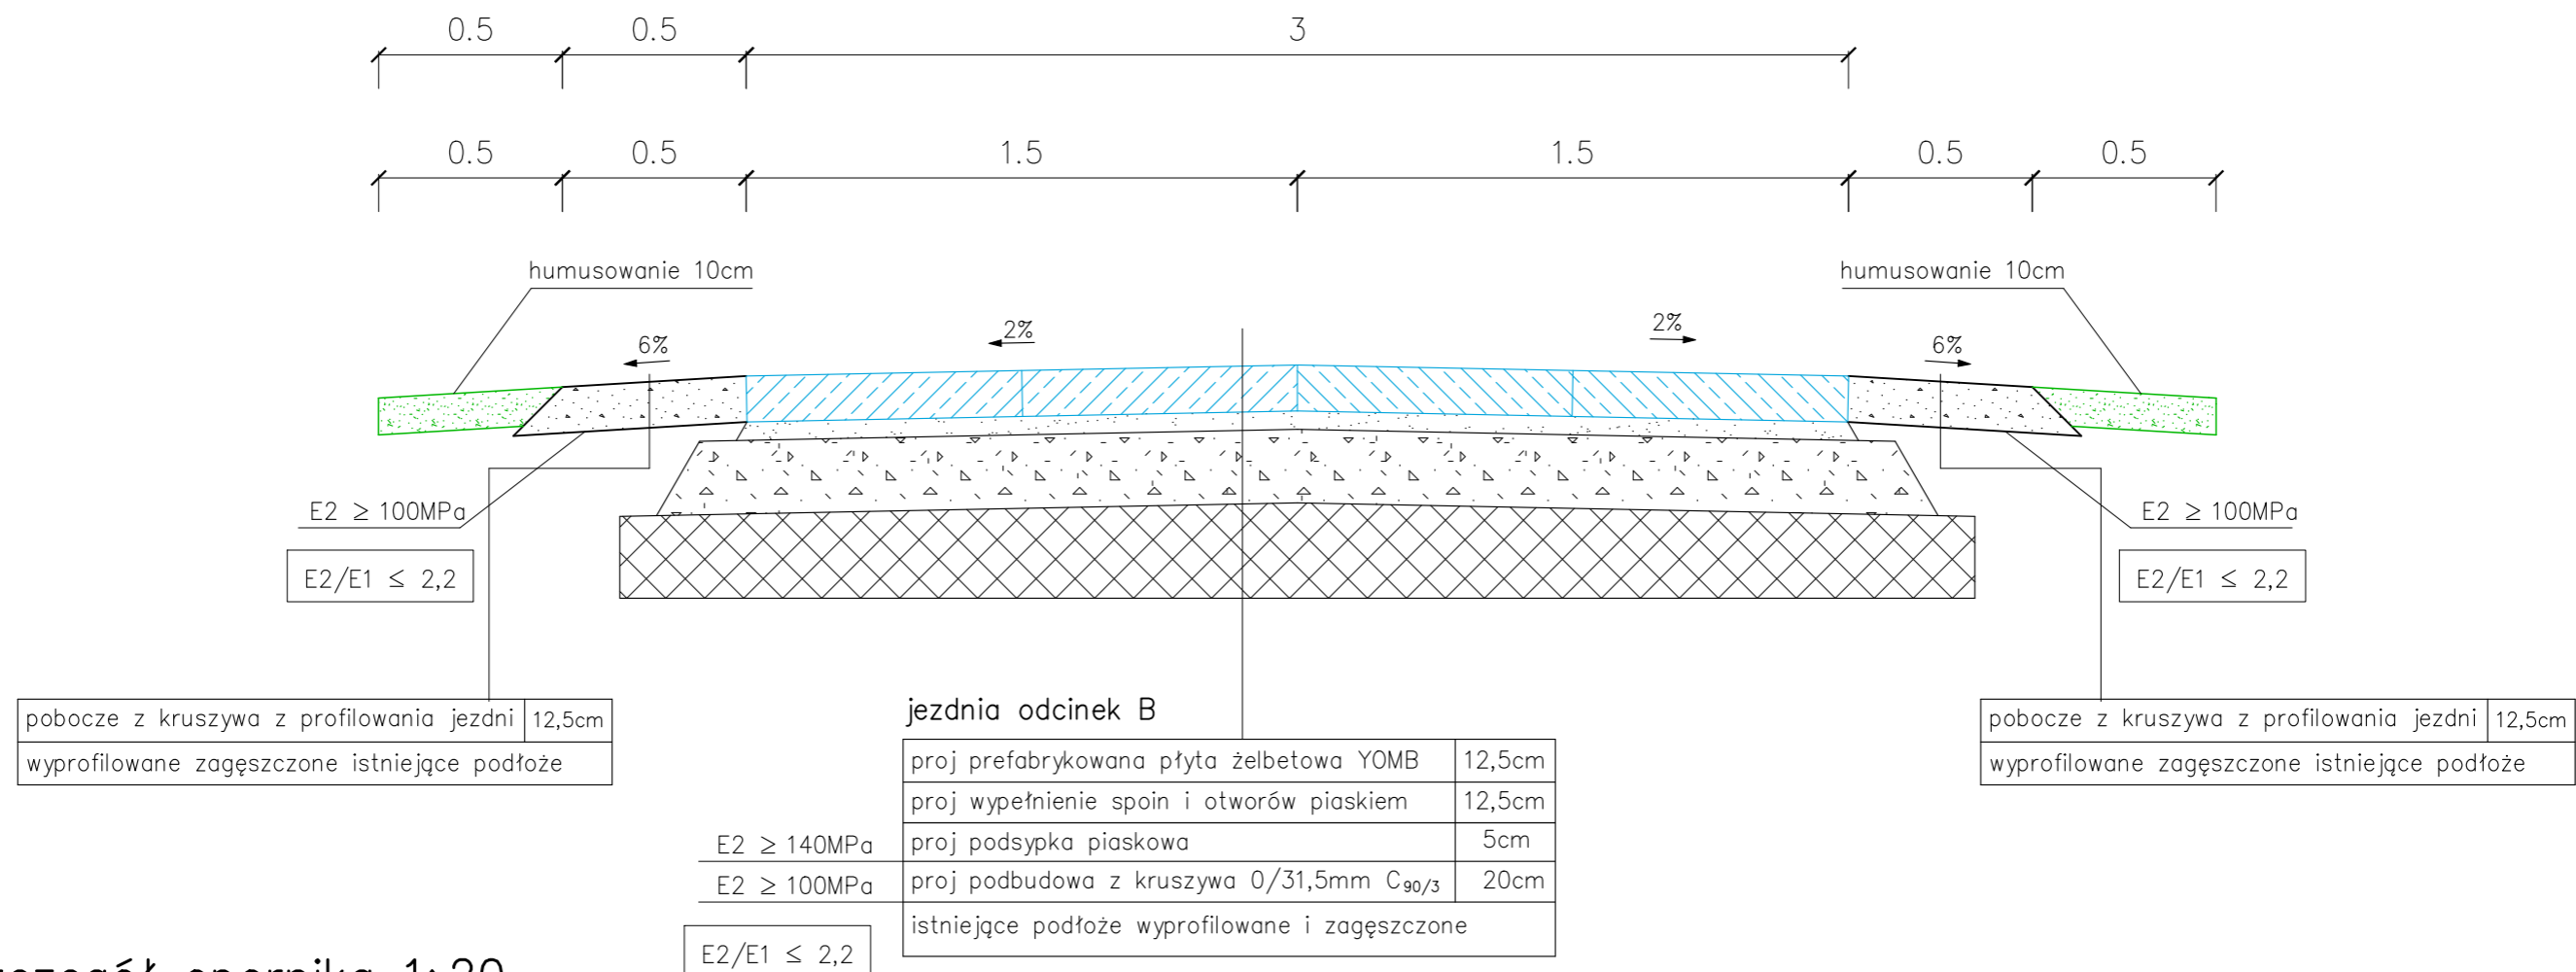 0.5 0.5 3
0.5 0.5 1.5 1.5 0.5 0.5
humusowanie 10cm
humusowanie 10cm
6% 2% 2% 6%
E2 ≥ 100MPa
E2/E1 ≤ 2,2
E2 ≥ 100MPa
E2/E1 ≤ 2,2
pobocze z kruszywa z profilowania jezdni 12,5cm
wyprofilowane zagęszczone istniejące podłoże
jezdnia odcinek B
proj prefabrykowana płyta żelbetowa YOMB 12,5cm
proj wypełnienie spoin i otworów piaskiem 12,5cm
E2 ≥ 140MPa proj podsypka piaskowa 5cm
E2 ≥ 100MPa proj podbudowa z kruszywa 0/31,5mm C90/3 20cm
istniejące podłoże wyprofilowane i zagęszczone
E2/E1 ≤ 2,2
pobocze z kruszywa z profilowania jezdni 12,5cm
wyprofilowane zagęszczone istniejące podłoże
opornika 1:20